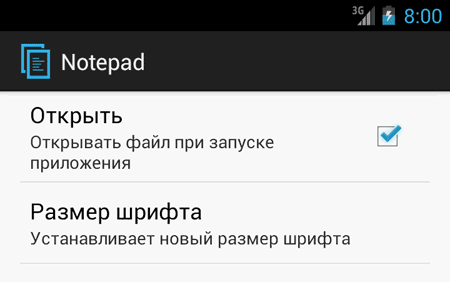 3G 8:00
Notepad
Открыть
Открывать файл при запуске
приложения
Размер шрифта
Устанавливает новый размер шрифта